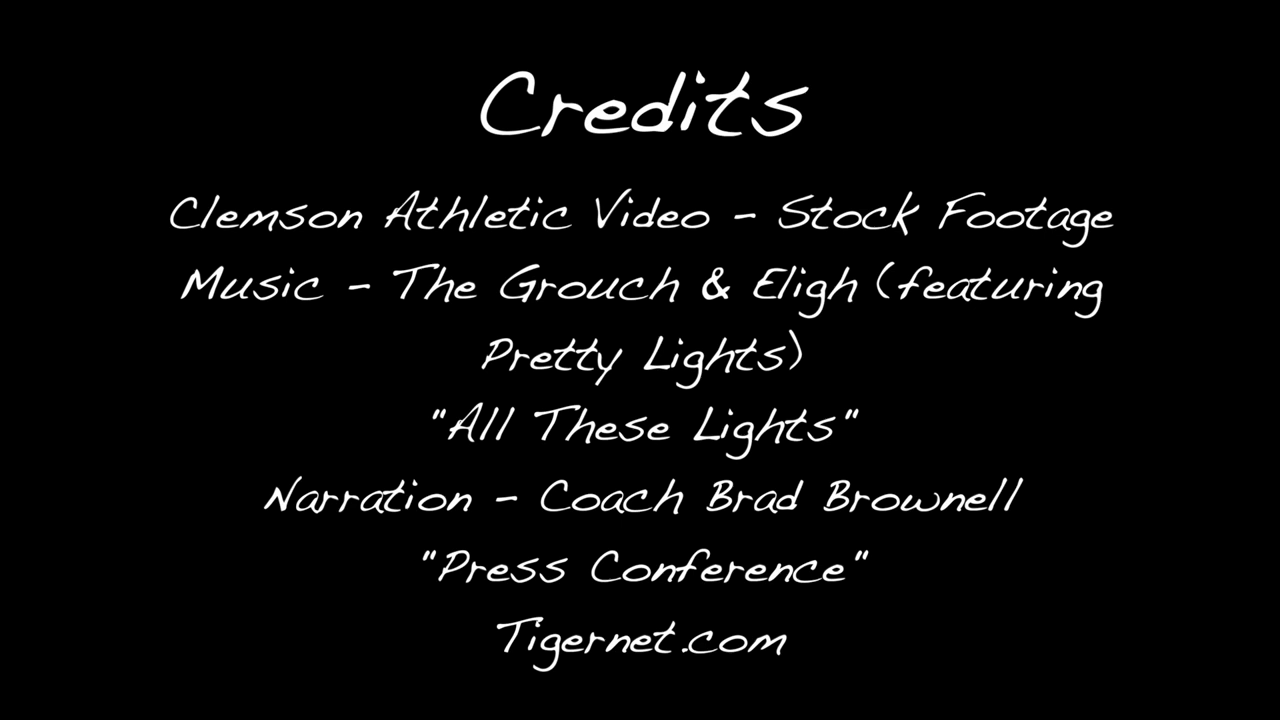 Credits
Clemson Athletic Video - Stock Footage
Music - The Grouch & Eligh (featuring
Pretty Lights)
"All These Lights"
Narration - Coach Brad Brownell
"Press Conference"
Tigernet.com